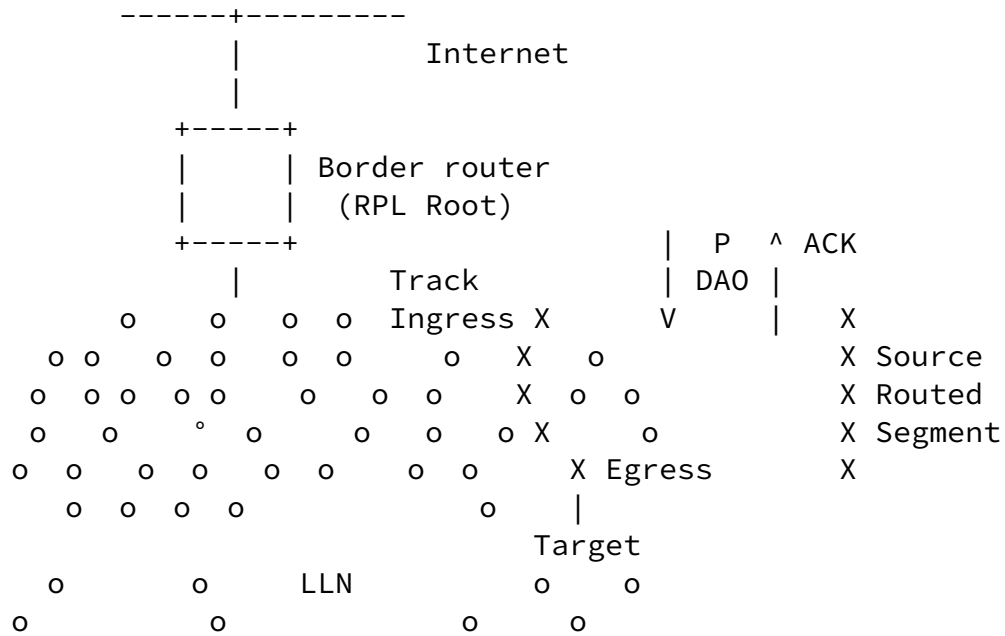 ------+---------
|          Internet
|
+-----+
|     | Border router
|     |  (RPL Root)
+-----+                    |  P  ^ ACK
|        Track          | DAO |
o    o   o  o  Ingress X      V     |   X
o o   o  o   o  o     o   X   o             X Source
o  o o  o o    o   o  o    X  o  o          X Routed
o   o    °  o     o   o   o X     o          X Segment
o  o   o  o   o  o    o  o     X Egress       X
o  o  o  o             o    |
Target
o       o     LLN           o    o
o          o             o     o